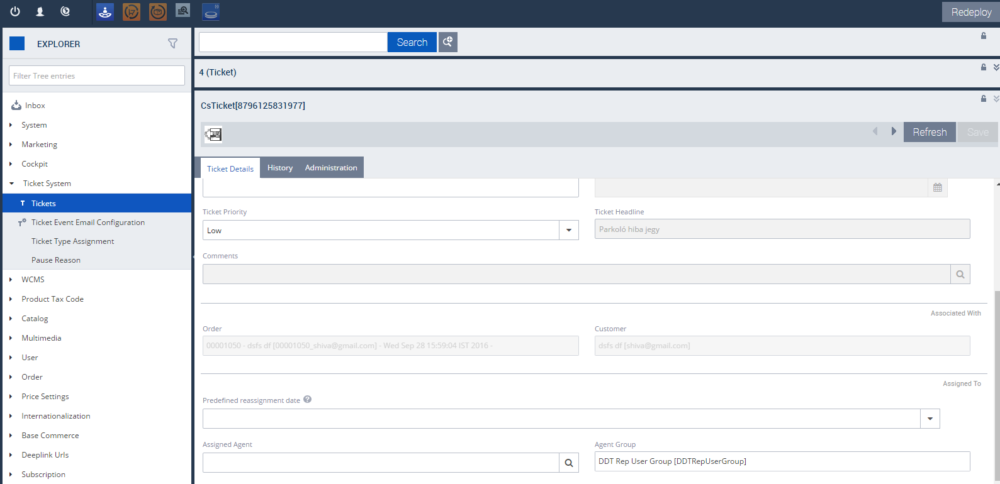 Redeploy
EXPLORER
Filter Tree entries
Inbox
System
Marketing
Cockpit
Ticket System
Tickets
Ticket Event Email Configuration
Ticket Type Assignment
Pause Reason
WCMS
Product Tax Code
Catalog
Multimedia
User
Order
Price Settings
Internationalization
Base Commerce
Deeplink Urls
Subscription
Search
4 (Ticket)
CsTicket[8796125831977]
Refresh Save
Ticket Details History Administration
Ticket Priority Ticket Headline
Low Parkoló hiba jegy
Comments
Associated With
Order Customer
00001050 - dsfs df [00001050_shiva@gmail.com] - Wed Sep 28 15:59:04 IST 2016 - dsfs df [shiva@gmail.com]
Assigned To
Predefined reassignment date ?
Assigned Agent Agent Group
DDT Rep User Group [DDTRepUserGroup]